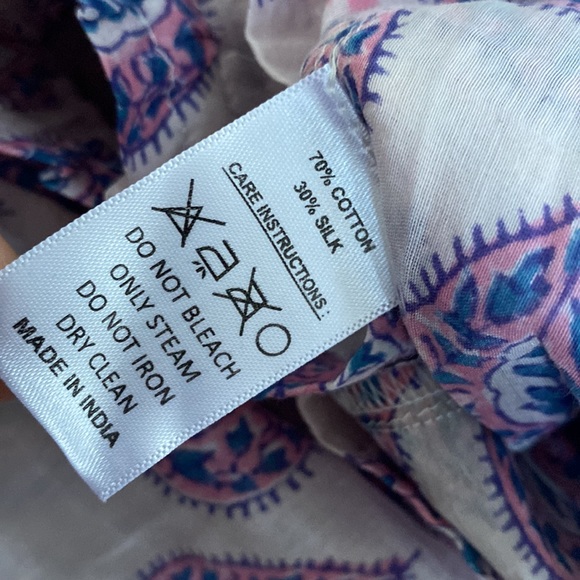 70% COTTON
30% SILK
CARE INSTRUCTIONS :
DO NOT BLEACH
ONLY STEAM
DO NOT IRON
DRY CLEAN
MADE IN INDIA